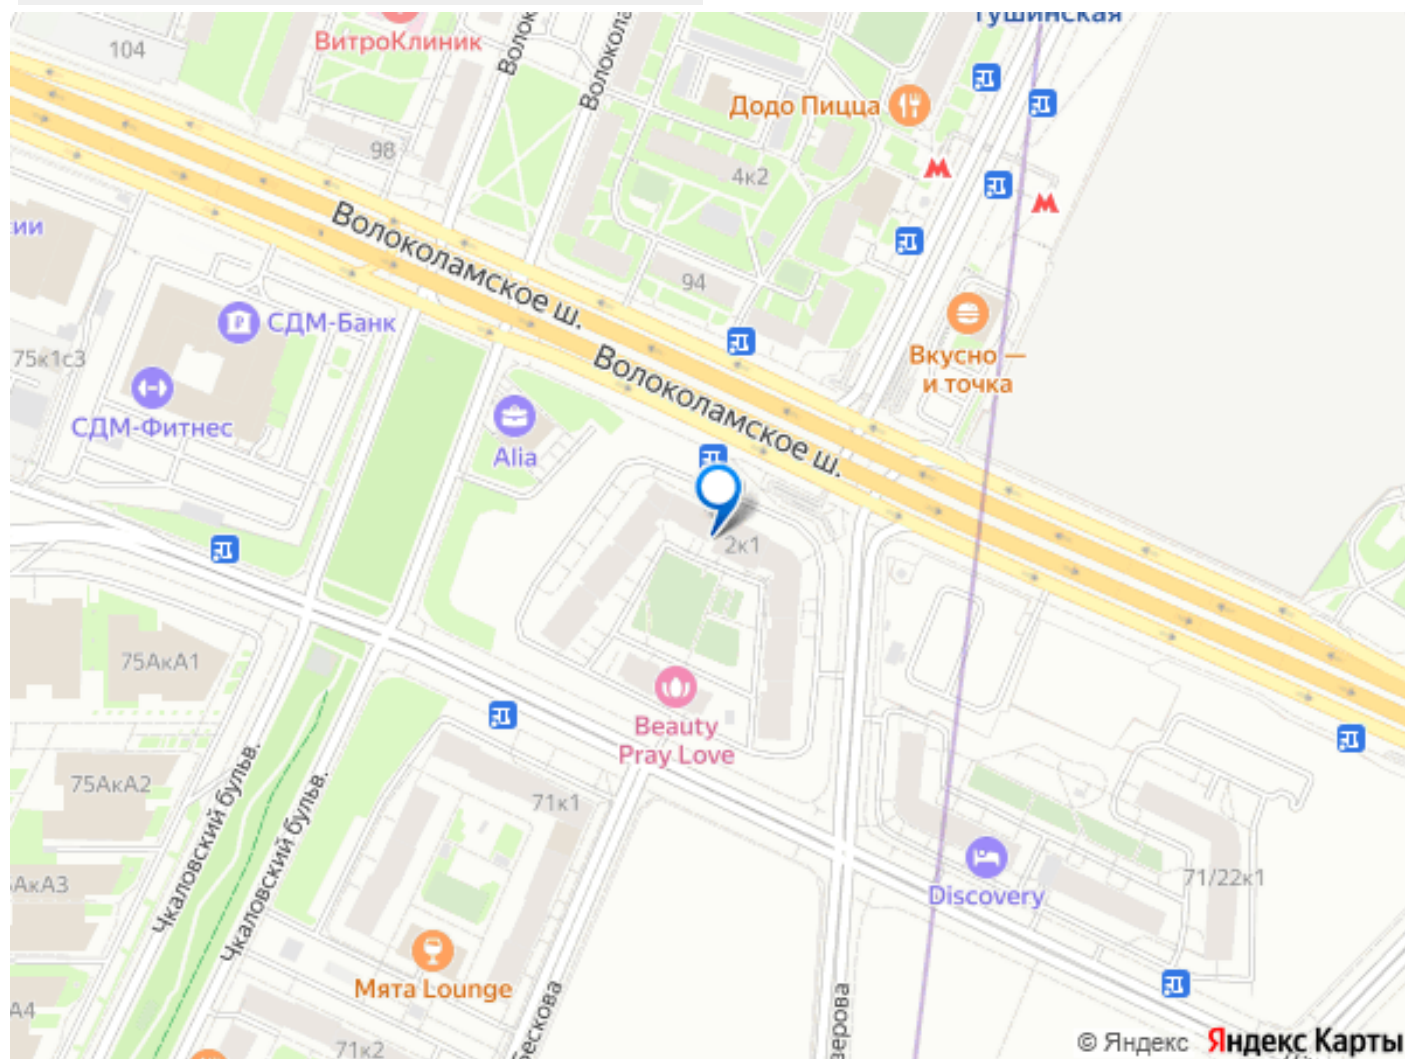 Тушинская
104
ВитроКлиник
Волок
Волокола
Додо Пицца
98
4к2
Волоколамское ш.
94
ии
СДМ-Банк
75к1с3
Волоколамское ш.
Вкусно —
и точка
СДМ-Фитнес
Alia
2к1
75АкА1
Beauty
Pray Love
75АкА2
71к1
Чкаловский бульв.
Чкаловский бульв.
АкА3
Discovery
71/22к1
Мята Lounge
А4
Бескова
верова
71к2
© Яндекс Яндекс Карты